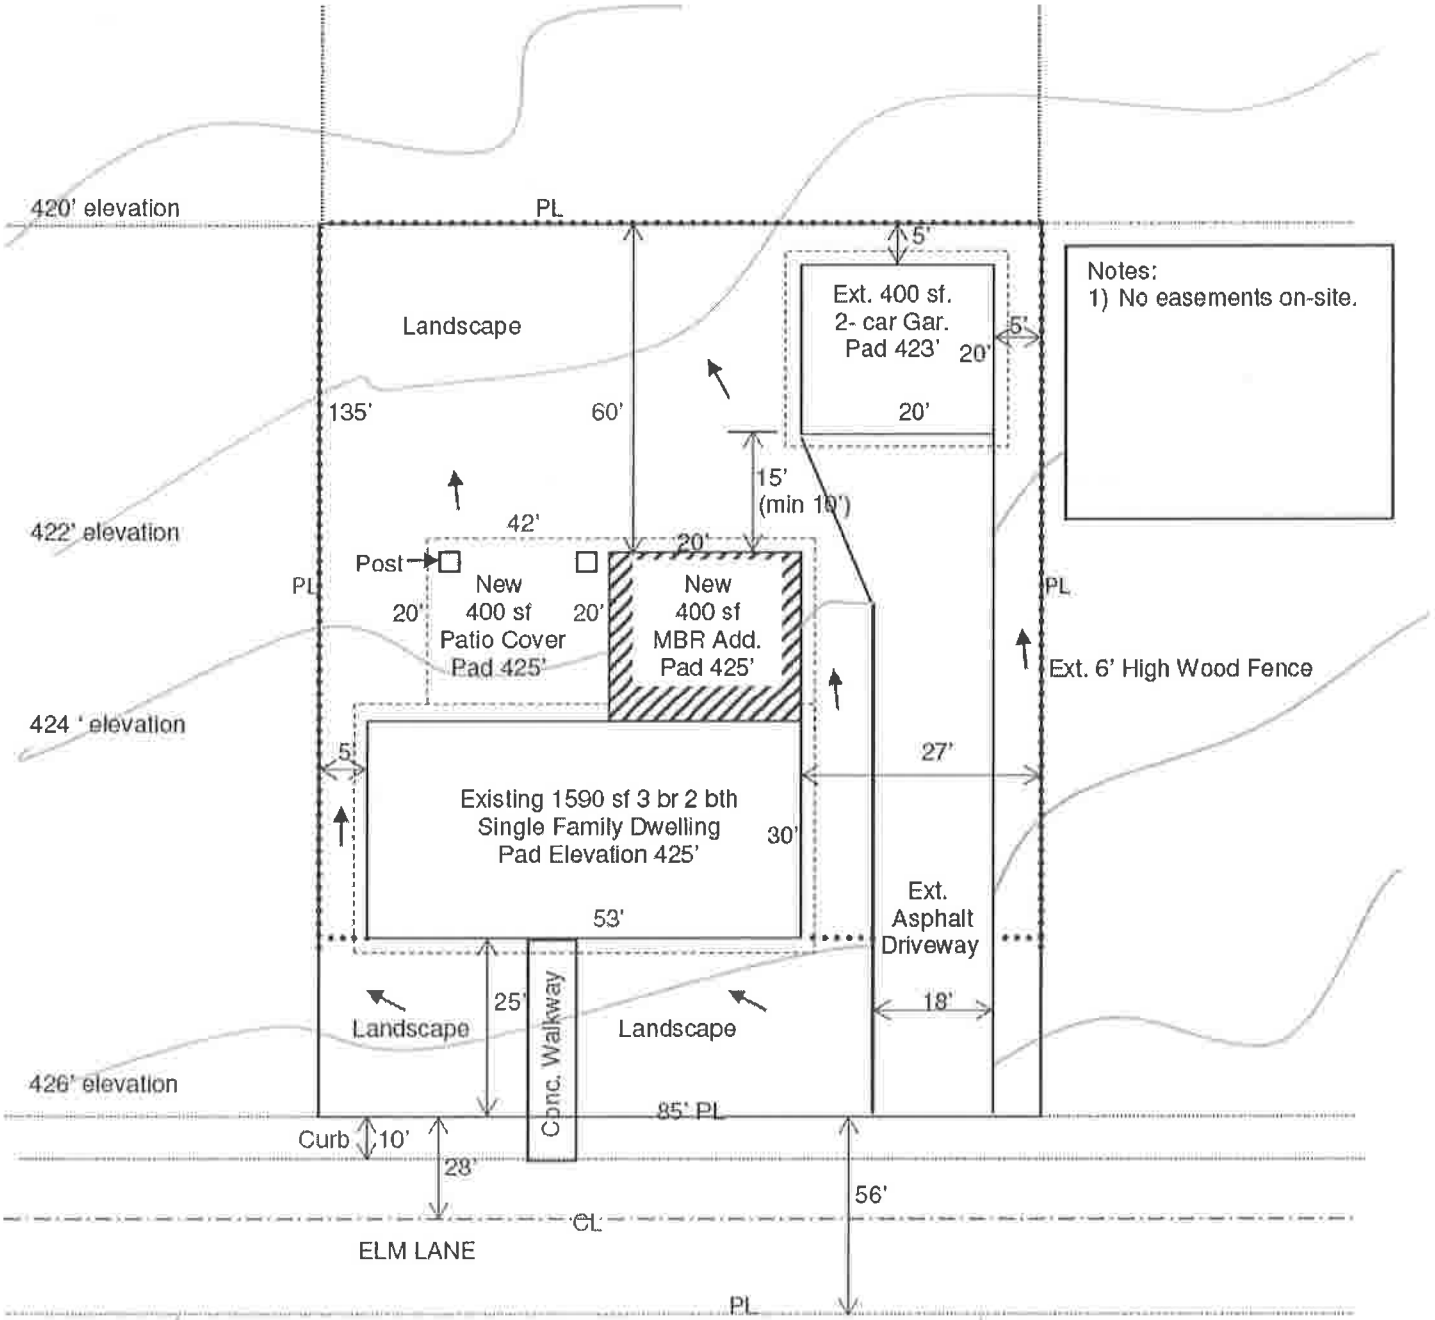 420' elevation
PL
5'
Notes:
1) No easements on-site.
Ext. 400 sf.
2- car Gar.
Pad 423'
20'
5'
20'
Landscape
135'
60'
15'
(min 10')
422' elevation
42'
20'
Post
PL
New
400 sf
Patio Cover
Pad 425'
20'
20'
New
400 sf
MBR Add.
Pad 425'
PL
Ext. 6' High Wood Fence
424 ' elevation
5'
27'
Existing 1590 sf 3 br 2 bth
Single Family Dwelling
Pad Elevation 425'
30'
53'
Ext.
Asphalt
Driveway
25'
18'
Landscape
Conc. Walkway
Landscape
426' elevation
85' PL
Curb
10'
28'
56'
CL
ELM LANE
PL